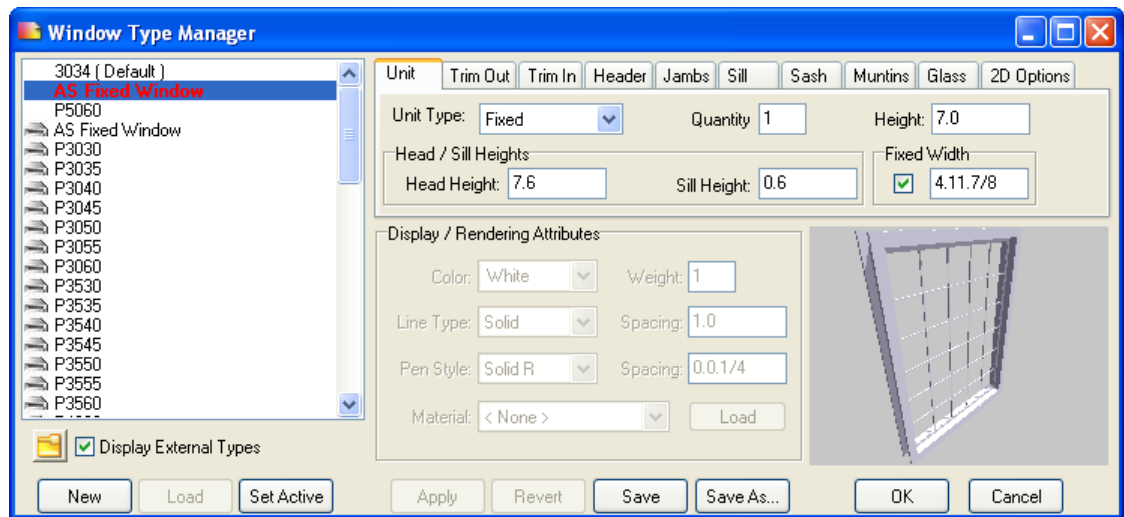 Window Type Manager
3034 ( Default )
AS Fixed Window
P5060
AS Fixed Window
P3030
P3035
P3040
P3045
P3050
P3055
P3060
P3530
P3535
P3540
P3545
P3550
P3555
P3560
Display External Types
New Load Set Active
Unit Trim Out Trim In Header Jambs Sill Sash Muntins Glass 2D Options
Unit Type: Fixed Quantity 1 Height: 7.0
Head / Sill Heights Fixed Width
Head Height: 7.6 Sill Height: 0.6 4.11.7/8
Display / Rendering Attributes
Color: White Weight: 1
Line Type: Solid Spacing: 1.0
Pen Style: Solid R Spacing: 0.0.1/4
Material: < None > Load
Apply Revert Save Save As... OK Cancel